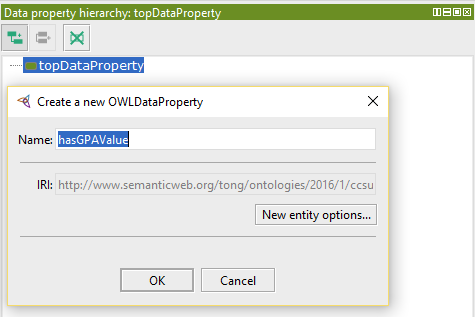 Data property hierarchy: topDataProperty
topDataProperty
Create a new OWLDataProperty
Name: hasGPAValue
IRI: http://www.semanticweb.org/tong/ontologies/2016/1/ccsu
New entity options...
OK Cancel